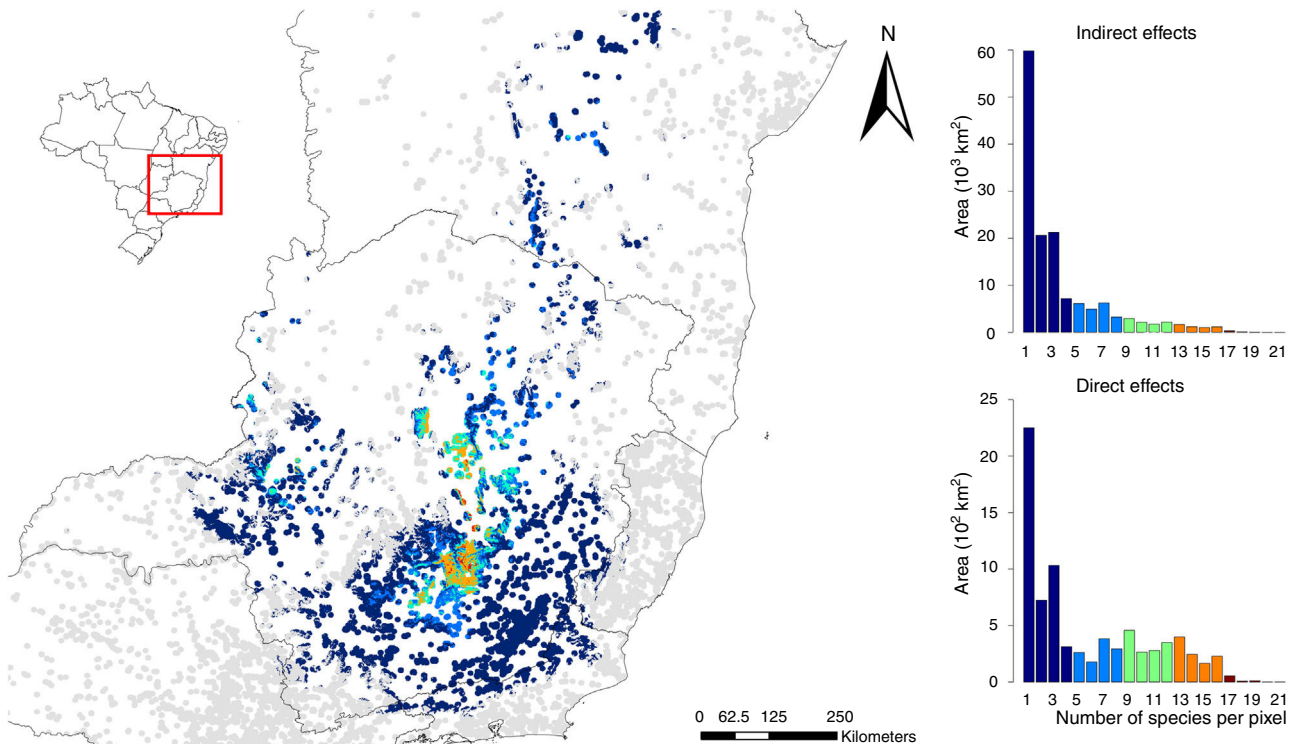 N
0 62.5 125 250
Kilometers
Indirect effects
Area (10³ km²)
60
50
40
30
20
10
0
1 3 5 7 9 11 13 15 17 19 21
Direct effects
Area (10² km²)
25
20
15
10
5
0
1 3 5 7 9 11 13 15 17 19 21
Number of species per pixel